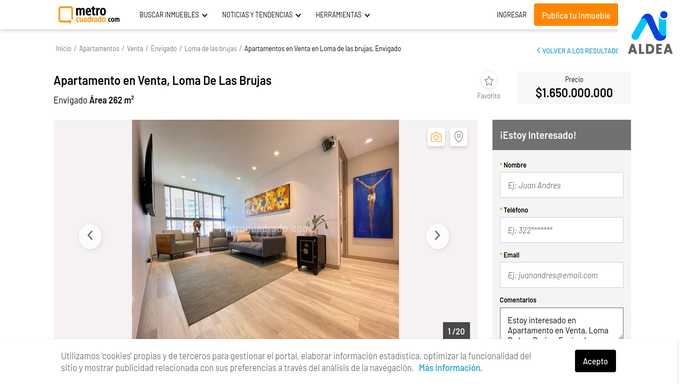 metro
cuadrado.com
BUSCAR INMUEBLES
NOTICIAS Y TENDENCIAS
HERRAMIENTAS
INGRESAR
Publica tu Inmueble
ALDEA
Inicio / Apartamentos / Venta / Envigado / Loma de las brujas / Apartamentos en Venta en Loma de las brujas, Envigado
VOLVER A LOS RESULTAD
Apartamento en Venta, Loma De Las Brujas
Envigado Área 262 m²
Favorito
Precio
$1.650.000.000
¡Estoy Interesado!
* Nombre
Ej: Juan Andres
* Teléfono
Ej: 322*******
* Email
Ej: juanandres@email.com
Comentarios
Estoy interesado en
Apartamento en Venta, Loma
1 / 20
Utilizamos 'cookies' propias y de terceros para gestionar el portal, elaborar información estadística, optimizar la funcionalidad del
sitio y mostrar publicidad relacionada con sus preferencias a través del análisis de la navegación. Más información.
Acepto